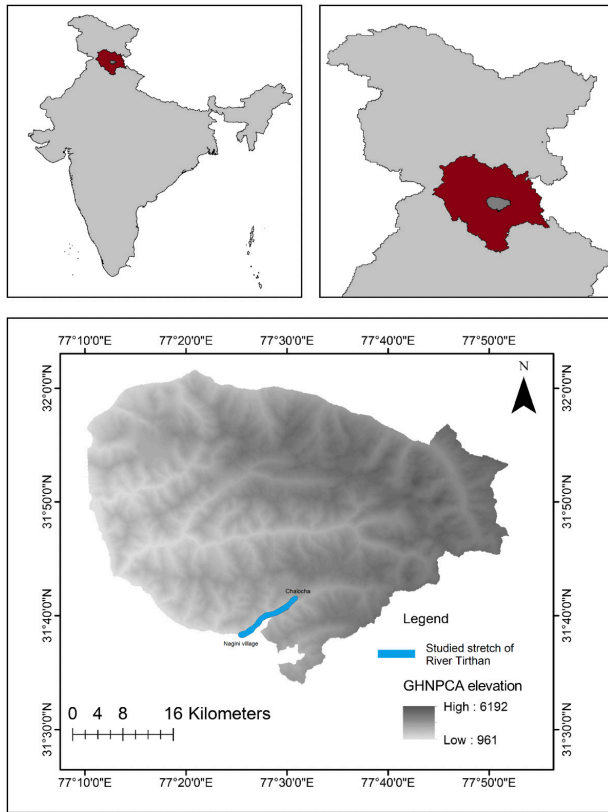 77°10'0"E 77°20'0"E 77°30'0"E 77°40'0"E 77°50'0"E
N
32°0'0"N
32°0'0"N
31°50'0"N
31°50'0"N
31°40'0"N
31°40'0"N
31°30'0"N
31°30'0"N
Chalocha
Nagini village
Legend
Studied stretch of
River Tirthan
GHNPCA elevation
High : 6192
Low : 961
0 4 8 16 Kilometers
77°10'0"E 77°20'0"E 77°30'0"E 77°40'0"E 77°50'0"E